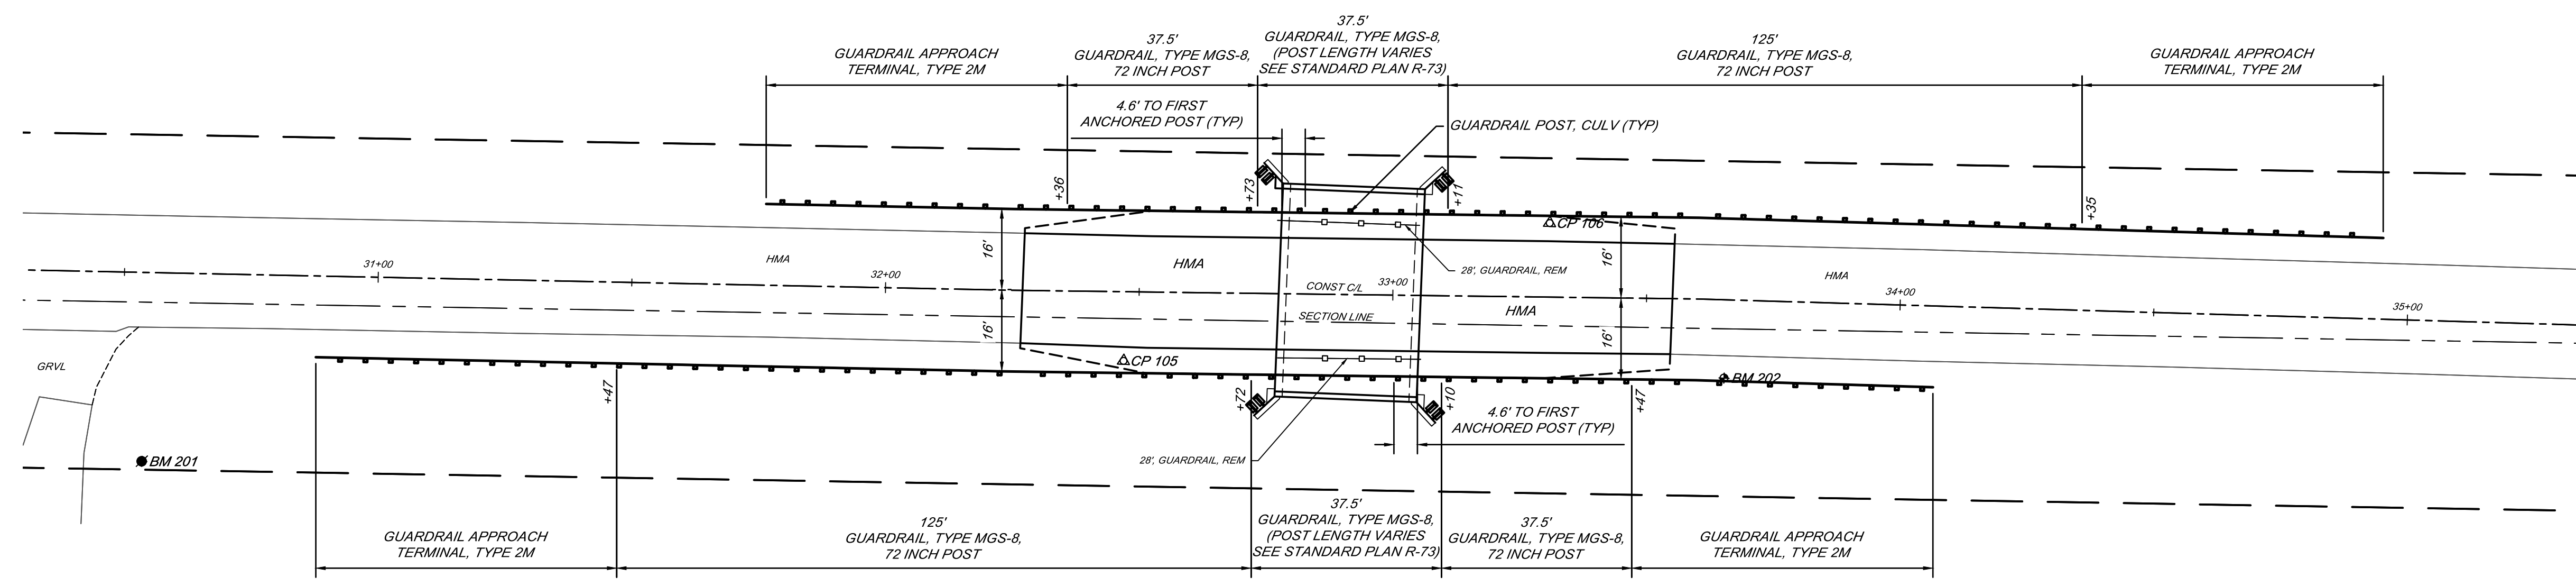 GUARDRAIL APPROACH
TERMINAL, TYPE 2M
37.5'
GUARDRAIL, TYPE MGS-8,
72 INCH POST
37.5'
GUARDRAIL, TYPE MGS-8,
(POST LENGTH VARIES
SEE STANDARD PLAN R-73)
125'
GUARDRAIL, TYPE MGS-8,
72 INCH POST
GUARDRAIL APPROACH
TERMINAL, TYPE 2M
4.6' TO FIRST
ANCHORED POST (TYP)
GUARDRAIL POST, CULV (TYP)
+36
+73
+11
+35
CP 106
16'
16'
31+00
HMA
32+00
HMA
28', GUARDRAIL, REM
CONST C/L
33+00
HMA
34+00
35+00
SECTION LINE
HMA
16'
16'
CP 105
GRVL
+47
+72
+10
+47
BM 202
4.6' TO FIRST
ANCHORED POST (TYP)
BM 201
28', GUARDRAIL, REM
GUARDRAIL APPROACH
TERMINAL, TYPE 2M
125'
GUARDRAIL, TYPE MGS-8,
72 INCH POST
37.5'
GUARDRAIL, TYPE MGS-8,
(POST LENGTH VARIES
SEE STANDARD PLAN R-73)
37.5'
GUARDRAIL, TYPE MGS-8,
72 INCH POST
GUARDRAIL APPROACH
TERMINAL, TYPE 2M